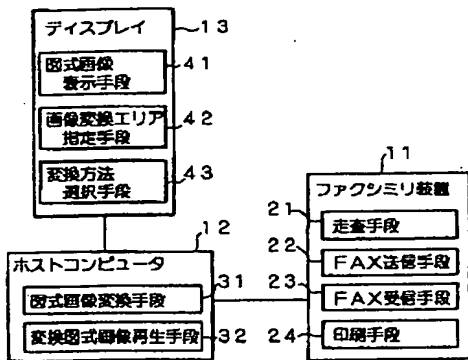 ディスプレイ
13
図式画像
表示手段
41
画像変換エリア
指定手段
42
変換方法
選択手段
43
11
ファクシミリ装置
21
走査手段
22
FAX送信手段
23
FAX受信手段
24
印刷手段
12
ホストコンピュータ
31
図式画像変換手段
変換図式画像再生手段
32